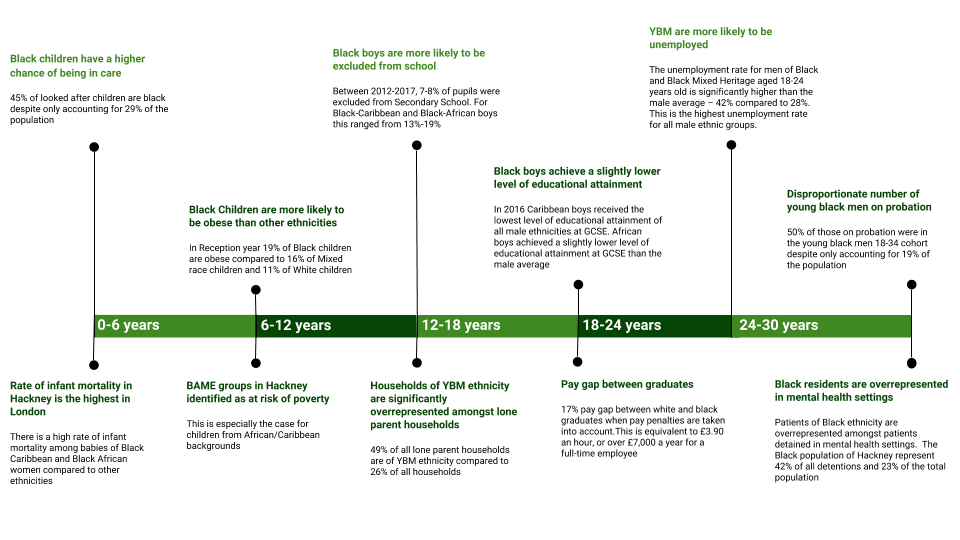 Black children have a higher
chance of being in care
45% of looked after children are black
despite only accounting for 29% of the
population
Black boys are more likely to be
excluded from school
Between 2012-2017, 7-8% of pupils were
excluded from Secondary School. For
Black-Caribbean and Black-African boys
this ranged from 13%-19%
YBM are more likely to be
unemployed
The unemployment rate for men of Black
and Black Mixed Heritage aged 18-24
years old is significantly higher than the
male average – 42% compared to 28%.
This is the highest unemployment rate
for all male ethnic groups.
Black Children are more likely to
be obese than other ethnicities
In Reception year 19% of Black children
are obese compared to 16% of Mixed
race children and 11% of White children
Black boys achieve a slightly lower
level of educational attainment
In 2016 Caribbean boys received the
lowest level of educational attainment of
all male ethnicities at GCSE. African
boys achieved a slightly lower level of
educational attainment at GCSE than the
male average
Disproportionate number of
young black men on probation
50% of those on probation were in
the young black men 18-34 cohort
despite only accounting for 19% of
the population
0-6 years
6-12 years
12-18 years
18-24 years
24-30 years
Rate of infant mortality in
Hackney is the highest in
London
There is a high rate of infant
mortality among babies of Black
Caribbean and Black African
women compared to other
ethnicities
BAME groups in Hackney
identified as at risk of poverty
This is especially the case for
children from African/Caribbean
backgrounds
Households of YBM ethnicity
are significantly
overrepresented amongst lone
parent households
49% of all lone parent households
are of YBM ethnicity compared to
26% of all households
Pay gap between graduates
17% pay gap between white and black
graduates when pay penalties are taken
into account.This is equivalent to £3.90
an hour, or over £7,000 a year for a
full-time employee
Black residents are overrepresented
in mental health settings
Patients of Black ethnicity are
overrepresented amongst patients
detained in mental health settings.  The
Black population of Hackney represent
42% of all detentions and 23% of the total
population